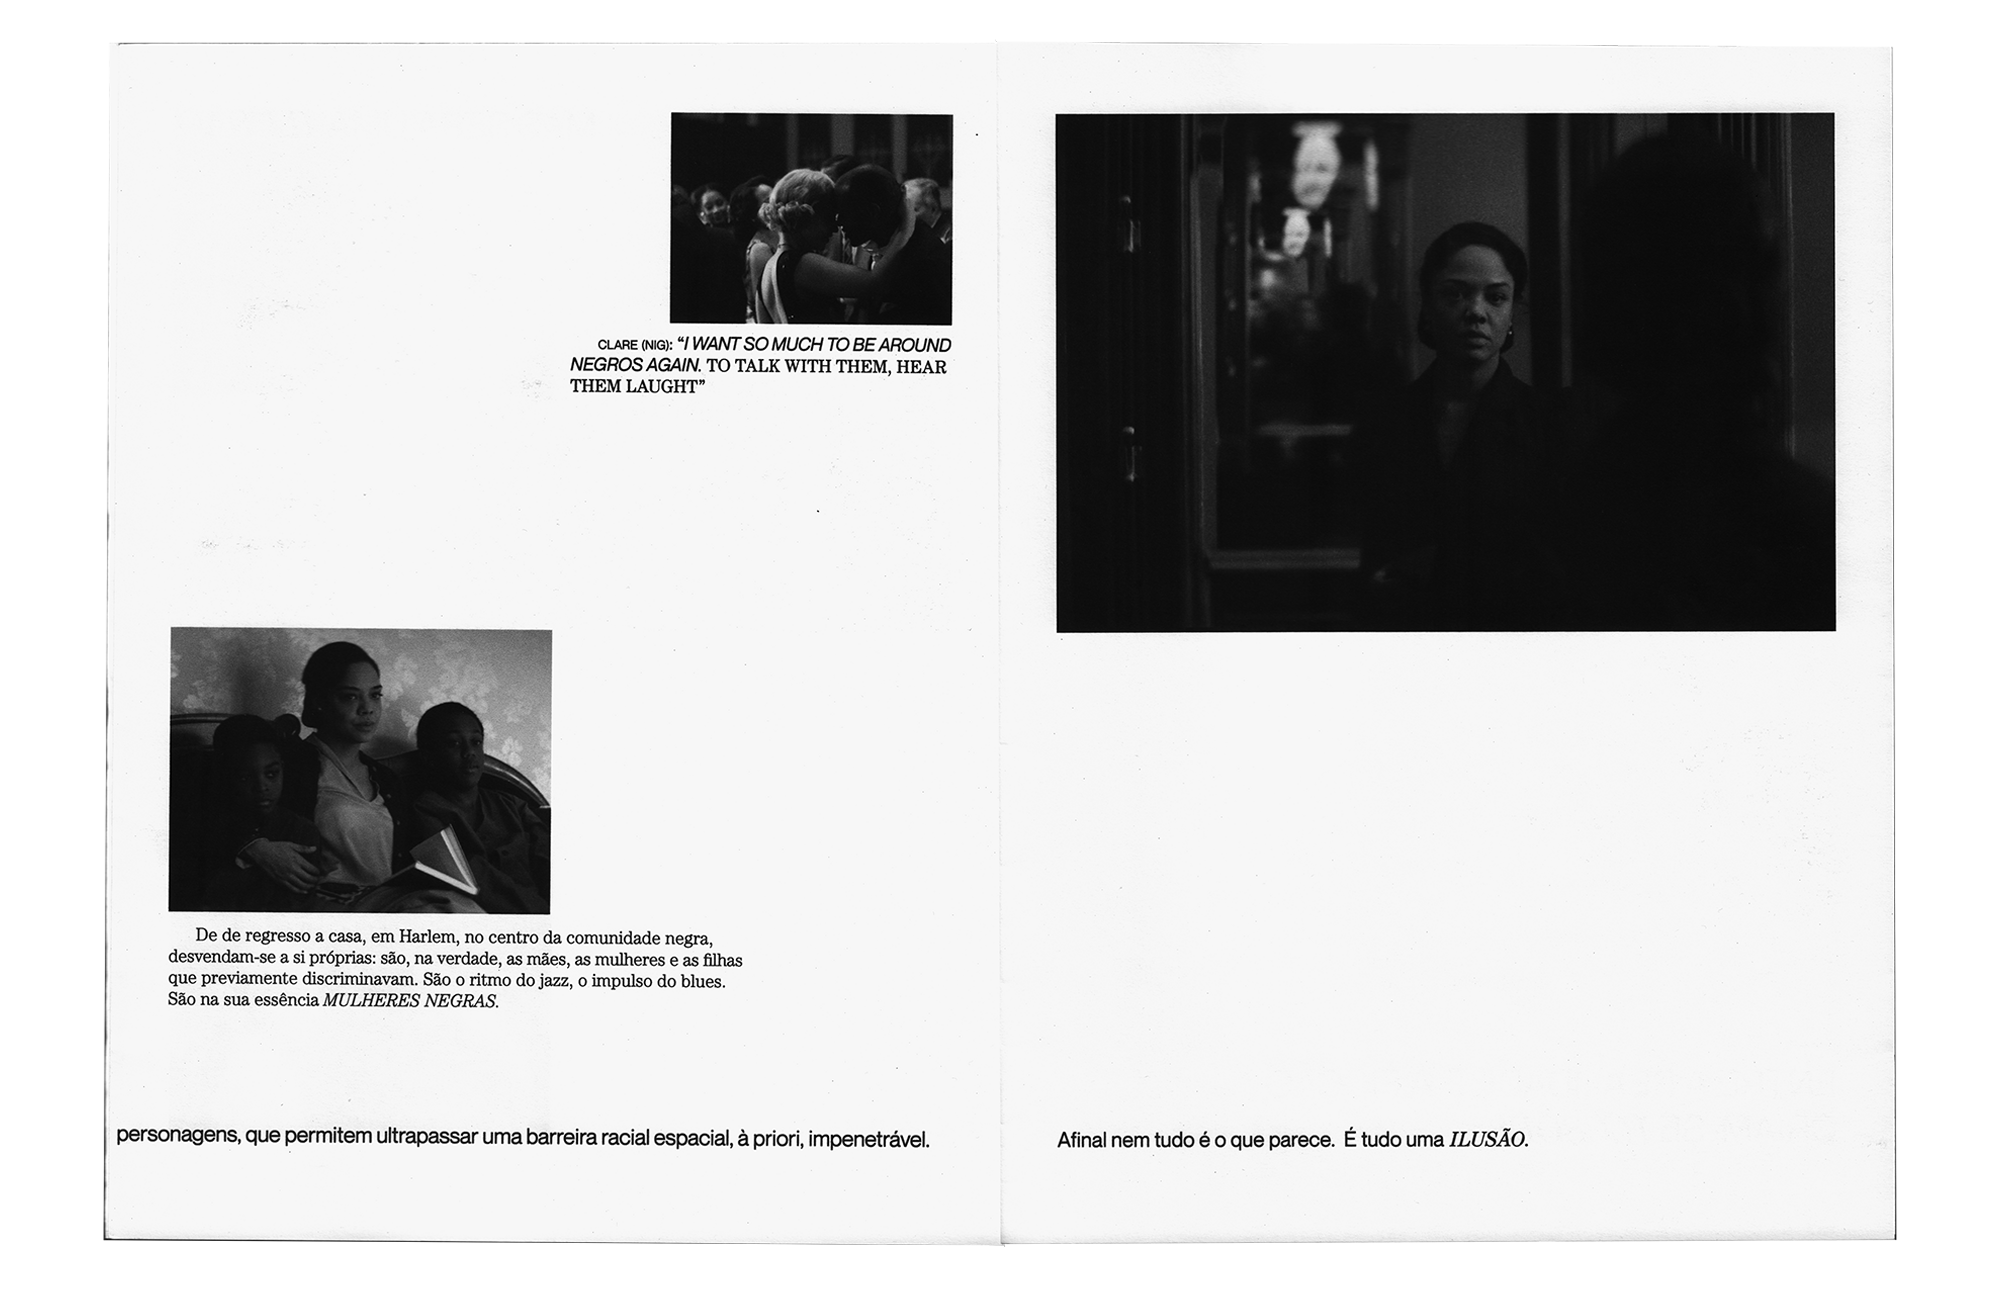 CLARE (NIG): “I WANT SO MUCH TO BE AROUND
NEGROS AGAIN. TO TALK WITH THEM, HEAR
THEM LAUGHT”
De de regresso a casa, em Harlem, no centro da comunidade negra,
desvendam-se a si próprias: são, na verdade, as mães, as mulheres e as filhas
que previamente discriminavam. São o ritmo do jazz, o impulso do blues.
São na sua essência MULHERES NEGRAS.
personagens, que permitem ultrapassar uma barreira racial espacial, à priori, impenetrável.
Afinal nem tudo é o que parece. É tudo uma ILUSÃO.